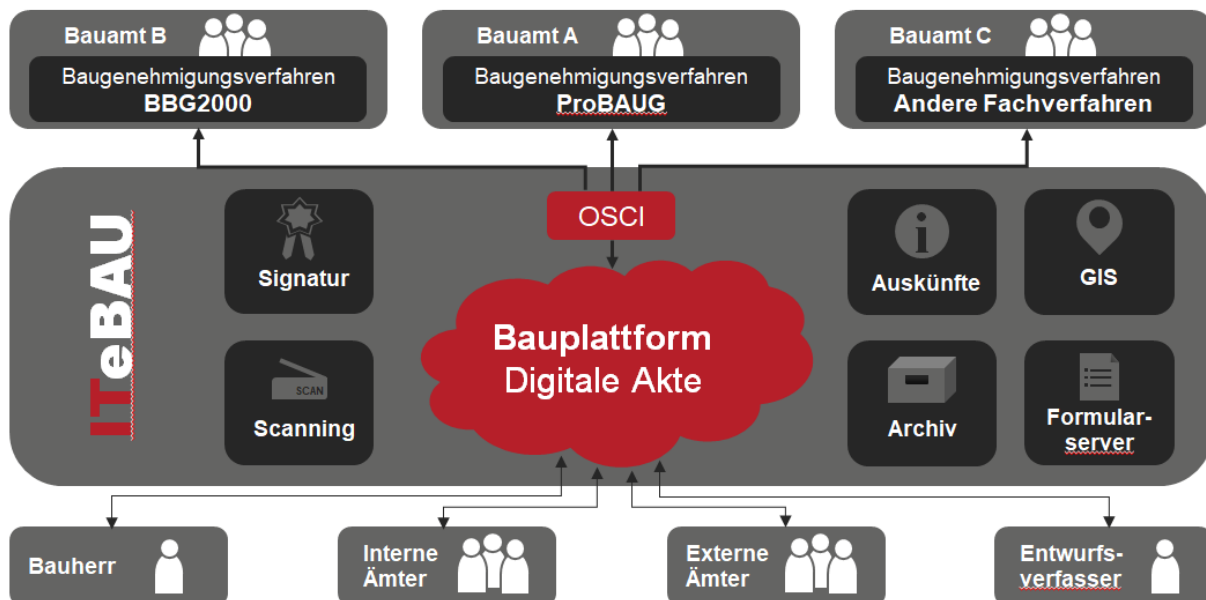 Bauamt B
Baugenehmigungsverfahren
BBG2000
Bauamt A
Baugenehmigungsverfahren
ProBAUG
Bauamt C
Baugenehmigungsverfahren
Andere Fachverfahren
ITeBAU
Signatur
SCAN
Scanning
OSCI
Bauplattform
Digitale Akte
Auskünfte
GIS
Archiv
Formular-
server
Bauherr
Interne
Ämter
Externe
Ämter
Entwurfs-
verfasser